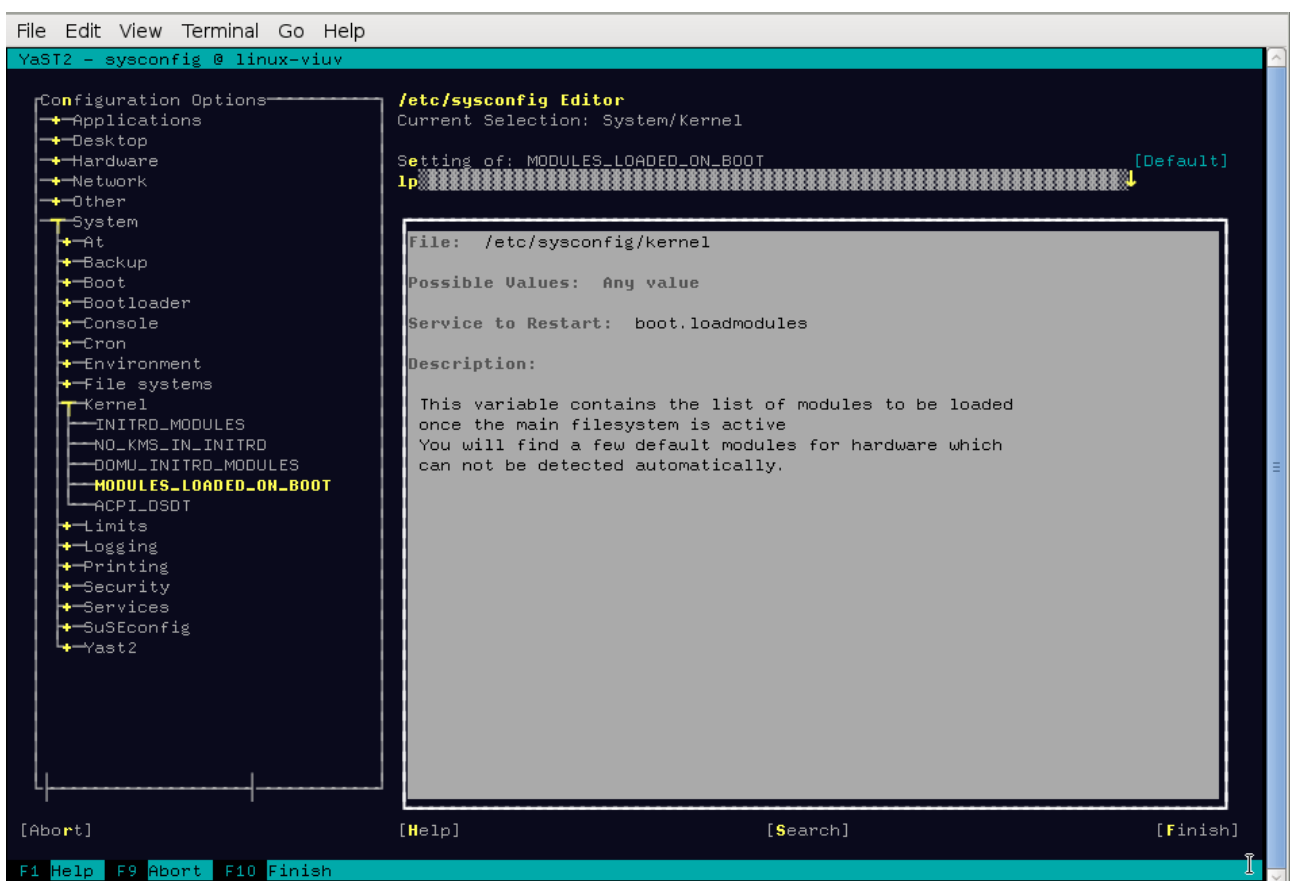 File Edit View Terminal Go Help
YaST2 - sysconfig @ linux-viuv
Configuration Options
Applications
Desktop
Hardware
Network
Other
System
At
Backup
Boot
Bootloader
Console
Cron
Environment
File systems
Kernel
INITRD_MODULES
NO_KMS_IN_INITRD
DOMU_INITRD_MODULES
MODULES_LOADED_ON_BOOT
ACPI_DSDT
Limits
Logging
Printing
Security
Services
SuSEconfig
Yast2
/etc/sysconfig Editor
Current Selection: System/Kernel
Setting of: MODULES_LOADED_ON_BOOT [Default]
lp
File: /etc/sysconfig/kernel
Possible Values: Any value
Service to Restart: boot.loadmodules
Description:
This variable contains the list of modules to be loaded
once the main filesystem is active
You will find a few default modules for hardware which
can not be detected automatically.
[Abort] [Help] [Search] [Finish]
F1 Help F9 Abort F10 Finish